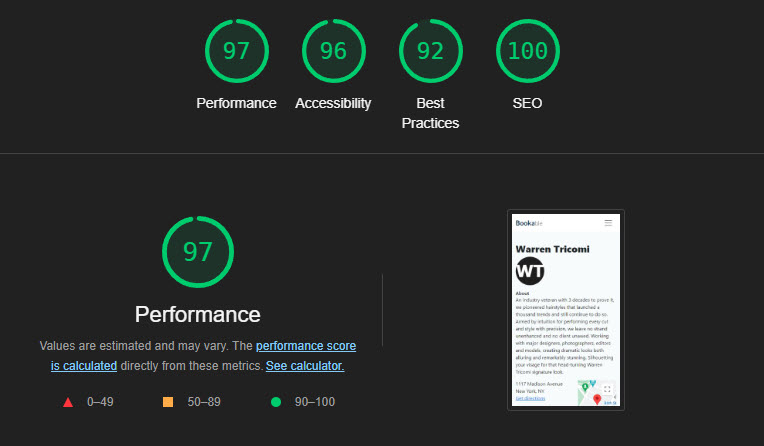 97
96
92
100
Performance
Accessibility
Best
Practices
SEO
97
Performance
Values are estimated and may vary. The performance score
is calculated directly from these metrics. See calculator.
0–49
50–89
90–100
Bookable
Warren Tricomi
WT
About
An industry veteran with 3 decades to prove it,
we pioneered hairstyles that launched a
thousand trends and still continue to do so.
Armed by intuition for performing every cut
and style with precision, we leave no strand
unenhanced and no client unwowed. Working
with major designers, photographers, editors
and models, creating dramatic looks both
alluring and remarkably stunning. Silhouetting
your visage for that head-turning Warren
Tricomi signature look.
1117 Madison Avenue
New York, NY
Get directions